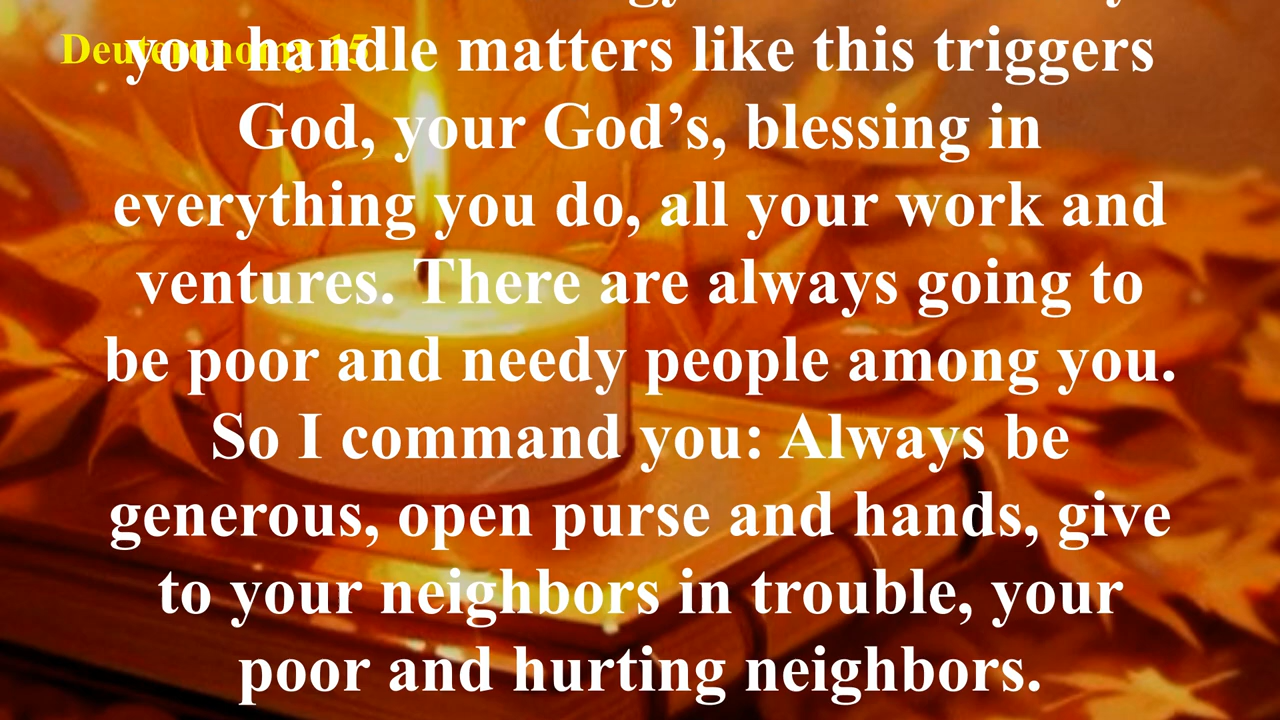 Deuteronomy 15
you handle matters like this triggers
God, your God’s, blessing in
everything you do, all your work and
ventures. There are always going to
be poor and needy people among you.
So I command you: Always be
generous, open purse and hands, give
to your neighbors in trouble, your
poor and hurting neighbors.